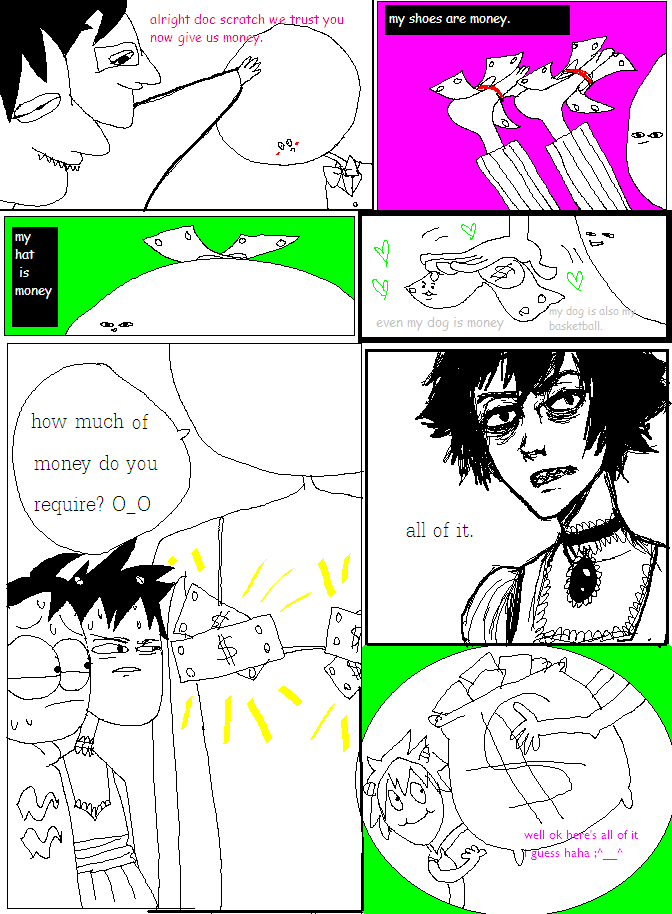 alright doc scratch we trust you
now give us money.
my shoes are money.
my
hat
is
money
even my dog is money
my dog is also my
basketball.
how much of
money do you
require? O_O
all of it.
$
$
well ok here's all of it
i guess haha ;^__^